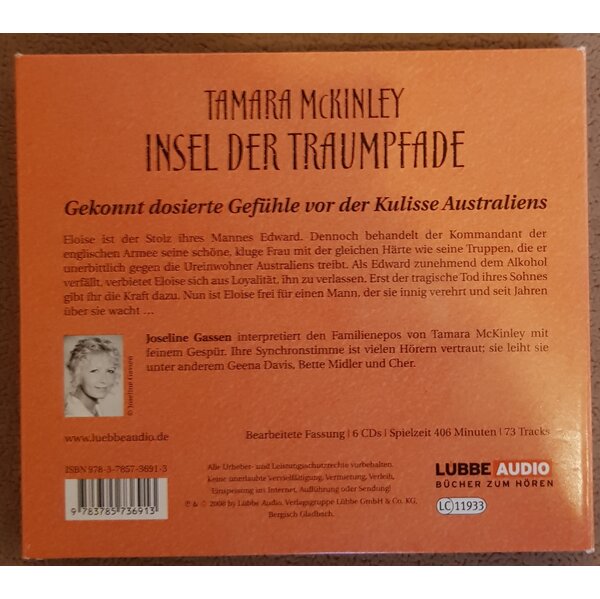 TAMARA McKINLEY
INSEL DER TRAUMPFADE
Gekonnt dosierte Gefühle vor der Kulisse Australiens
Eloise ist der Stolz ihres Mannes Edward. Dennoch behandelt der Kommandant der
englischen Armee seine schöne, kluge Frau mit der gleichen Härte wie seine Truppen, die er
unerbittlich gegen die Ureinwohner Australiens treibt. Als Edward zunehmend dem Alkohol
verfällt, verbietet Eloise sich aus Loyalität, ihn zu verlassen. Erst der tragische Tod ihres Sohnes
gibt ihr die Kraft dazu. Nun ist Eloise frei für einen Mann, der sie innig verehrt und seit Jahren
über sie wacht ...
Joseline Gassen interpretiert den Familienepos von Tamara McKinley mit
feinem Gespür. Ihre Synchronstimme ist vielen Hörern vertraut; sie leiht sie
unter anderem Geena Davis, Bette Midler und Cher.
© Joseline Gassen
www.luebbeaudio.de
Bearbeitete Fassung | 6 CDs | Spielzeit 406 Minuten | 73 Tracks
ISBN 978-3-7857-3691-3
9 783785 736913
Alle Urheber- und Leistungsschutzrechte vorbehalten.
Keine unerlaubte Vervielfältigung, Vermietung, Verleih,
Einspeisung ins Internet, Aufführung oder Sendung!
℗ & © 2008 by Lübbe Audio, Verlagsgruppe Lübbe GmbH & Co. KG,
Bergisch Gladbach.
LÜBBE AUDIO
BÜCHER ZUM HÖREN
LC 11933